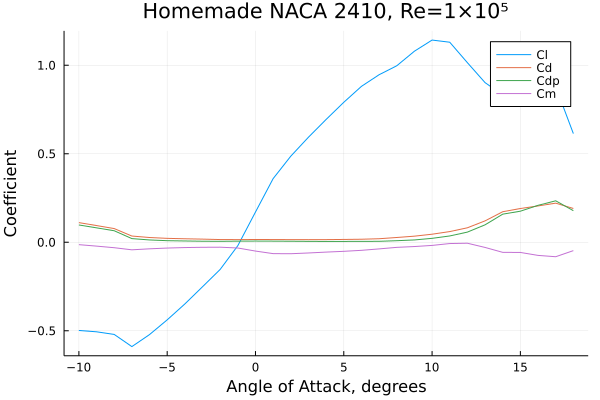 Homemade NACA 2410, Re=1×10⁵
Cl
Cd
Cdp
Cm
1.0
0.5
0.0
−0.5
Coefficient
−10 −5 0 5 10 15
Angle of Attack, degrees